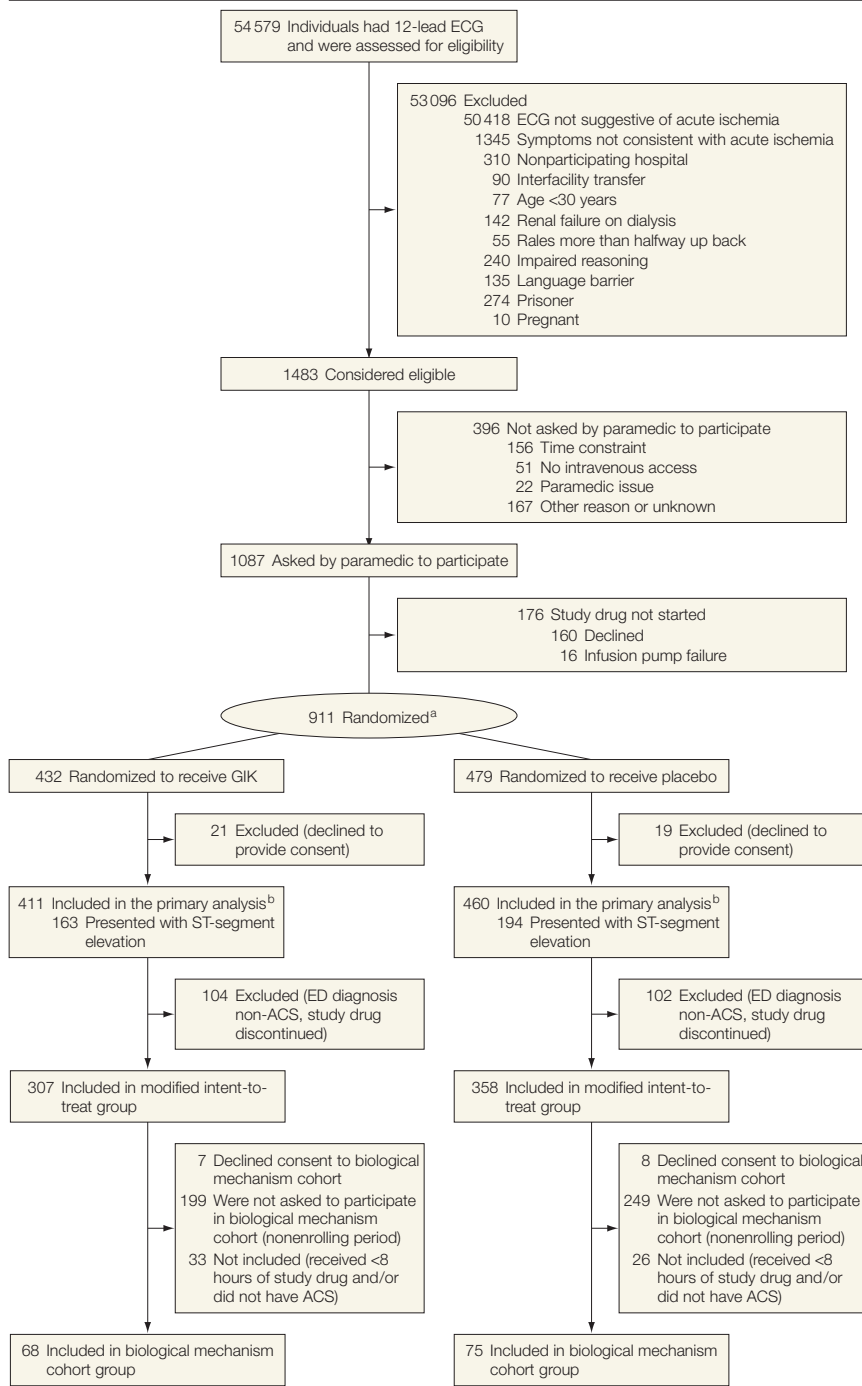 54 579 Individuals had 12-lead ECG
and were assessed for eligibility
53 096 Excluded
50 418 ECG not suggestive of acute ischemia
1345 Symptoms not consistent with acute ischemia
310 Nonparticipating hospital
90 Interfacility transfer
77 Age <30 years
142 Renal failure on dialysis
55 Rales more than halfway up back
240 Impaired reasoning
135 Language barrier
274 Prisoner
10 Pregnant
1483 Considered eligible
396 Not asked by paramedic to participate
156 Time constraint
51 No intravenous access
22 Paramedic issue
167 Other reason or unknown
1087 Asked by paramedic to participate
176 Study drug not started
160 Declined
16 Infusion pump failure
911 Randomized a
432 Randomized to receive GIK
479 Randomized to receive placebo
21 Excluded (declined to
provide consent)
19 Excluded (declined to
provide consent)
411 Included in the primary analysis b
163 Presented with ST-segment
elevation
460 Included in the primary analysis b
194 Presented with ST-segment
elevation
104 Excluded (ED diagnosis
non-ACS, study drug
discontinued)
102 Excluded (ED diagnosis
non-ACS, study drug
discontinued)
307 Included in modified intent-to-
treat group
358 Included in modified intent-to-
treat group
7 Declined consent to biological
mechanism cohort
199 Were not asked to participate
in biological mechanism
cohort (nonenrolling period)
33 Not included (received <8
hours of study drug and/or
did not have ACS)
8 Declined consent to biological
mechanism cohort
249 Were not asked to participate
in biological mechanism
cohort (nonenrolling period)
26 Not included (received <8
hours of study drug and/or
did not have ACS)
68 Included in biological mechanism
cohort group
75 Included in biological mechanism
cohort group